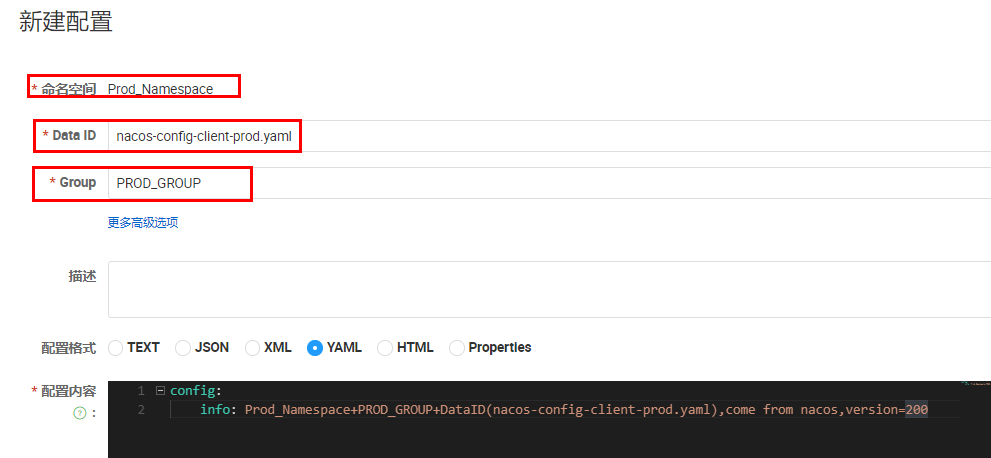 新建配置
* 命名空间 Prod_Namespace
* Data ID nacos-config-client-prod.yaml
* Group PROD_GROUP
更多高级选项
描述
配置格式 TEXT JSON XML YAML HTML Properties
* 配置内容 1 config:
? : 2 info: Prod_Namespace+PROD_GROUP+DataID(nacos-config-client-prod.yaml),come from nacos,version=200